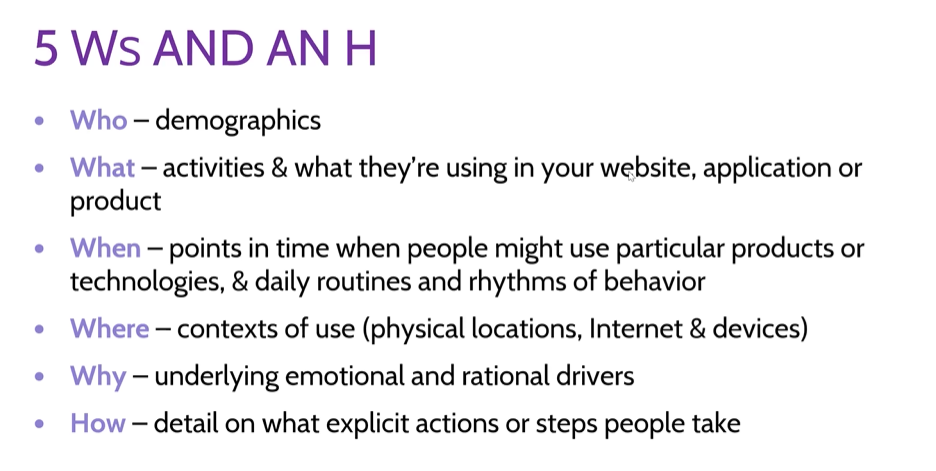 5 Ws AND AN H
• Who – demographics
• What – activities & what they're using in your website, application or
product
• When – points in time when people might use particular products or
technologies, & daily routines and rhythms of behavior
• Where – contexts of use (physical locations, Internet & devices)
• Why – underlying emotional and rational drivers
• How – detail on what explicit actions or steps people take